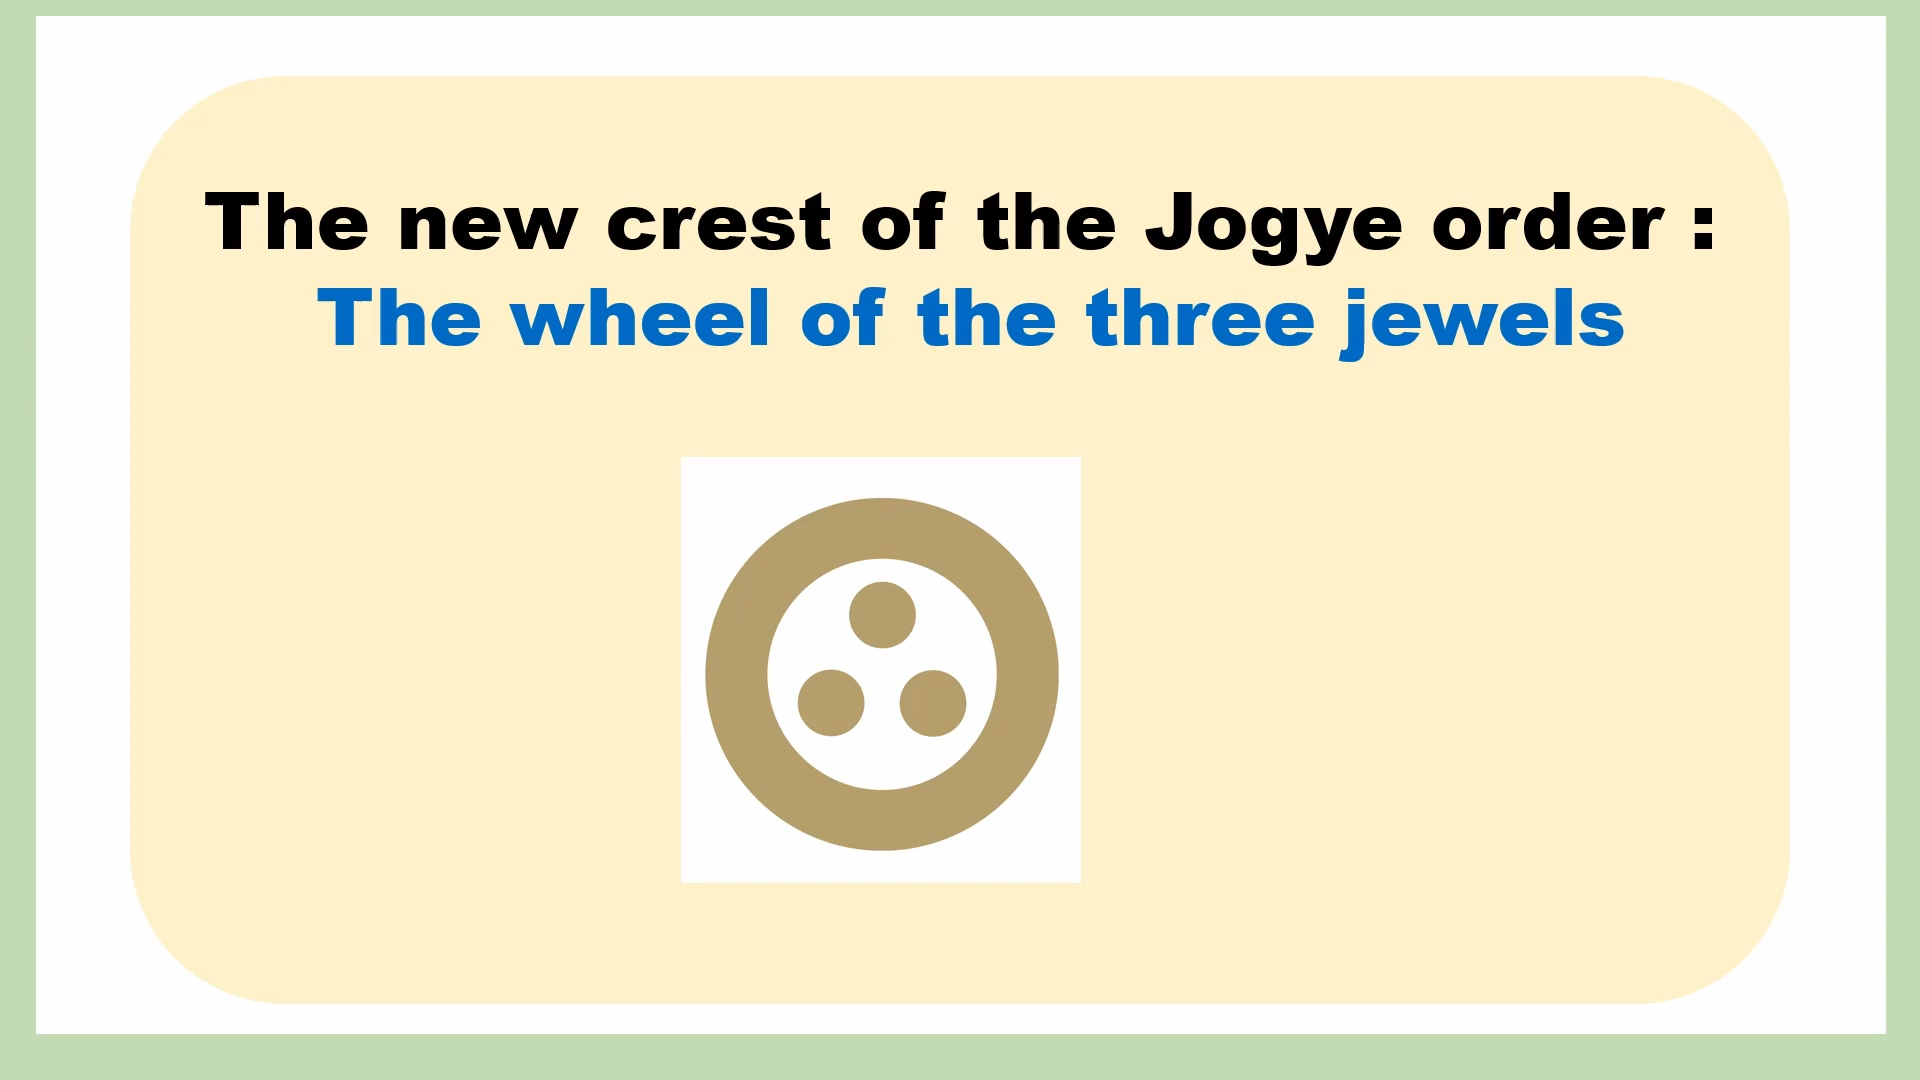 The new crest of the Jogye order :
The wheel of the three jewels